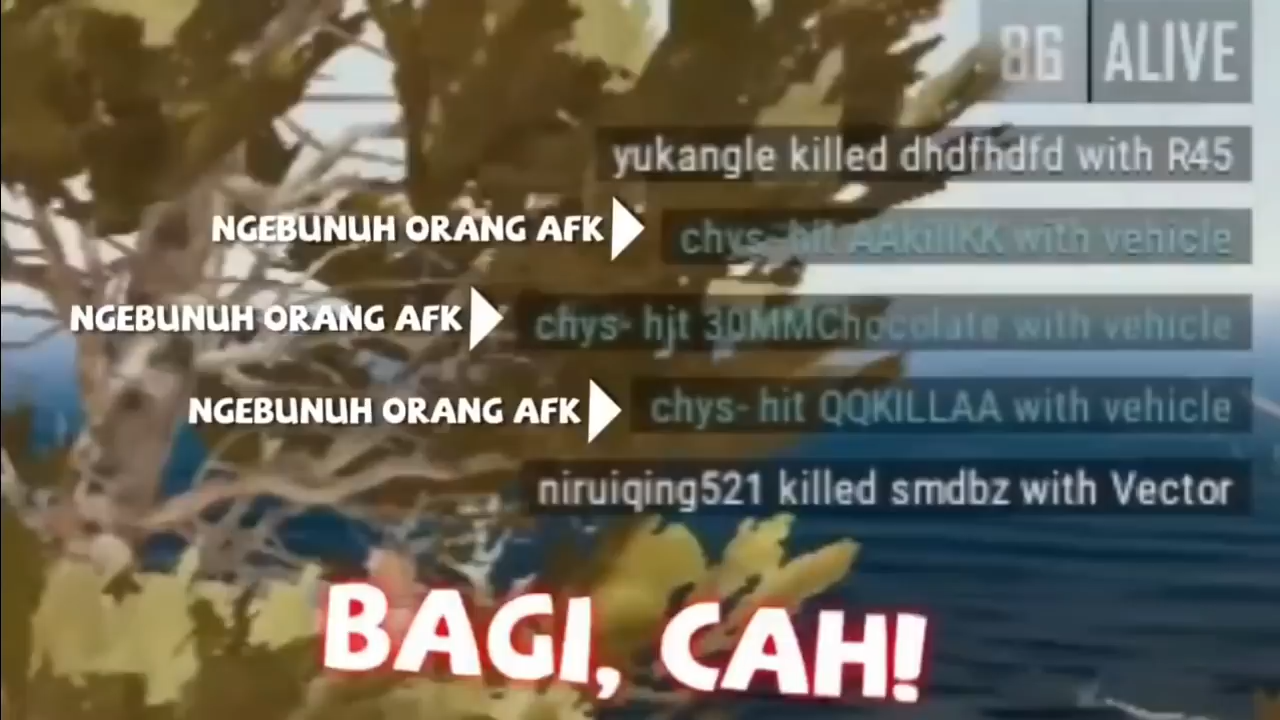 86 ALIVE
yukangle killed dhdfhdfd with R45
NGEBUNUH ORANG AFK chys- hit AAkillKK with vehicle
NGEBUNUH ORANG AFK chys- hit 30MMChocolate with vehicle
NGEBUNUH ORANG AFK chys- hit QQKILLAA with vehicle
niruiqing521 killed smdbz with Vector
BAGI, CAH!